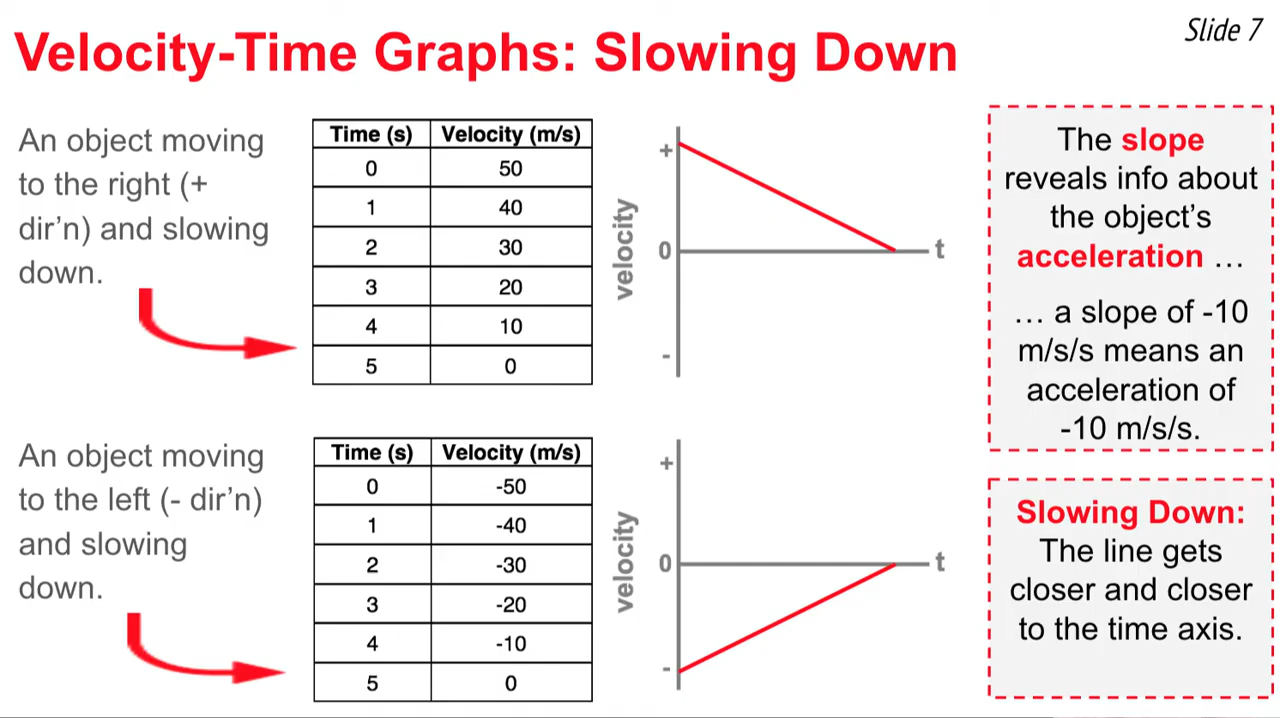 Slide 7
Velocity-Time Graphs: Slowing Down
An object moving
to the right (+
dir’n) and slowing
down.
Time (s) Velocity (m/s)
0 50
1 40
2 30
3 20
4 10
5 0
velocity
+
0
-
t
The slope
reveals info about
the object’s
acceleration …
… a slope of -10
m/s/s means an
acceleration of
-10 m/s/s.
An object moving
to the left (- dir’n)
and slowing
down.
Time (s) Velocity (m/s)
0 -50
1 -40
2 -30
3 -20
4 -10
5 0
velocity
+
0
-
t
Slowing Down:
The line gets
closer and closer
to the time axis.